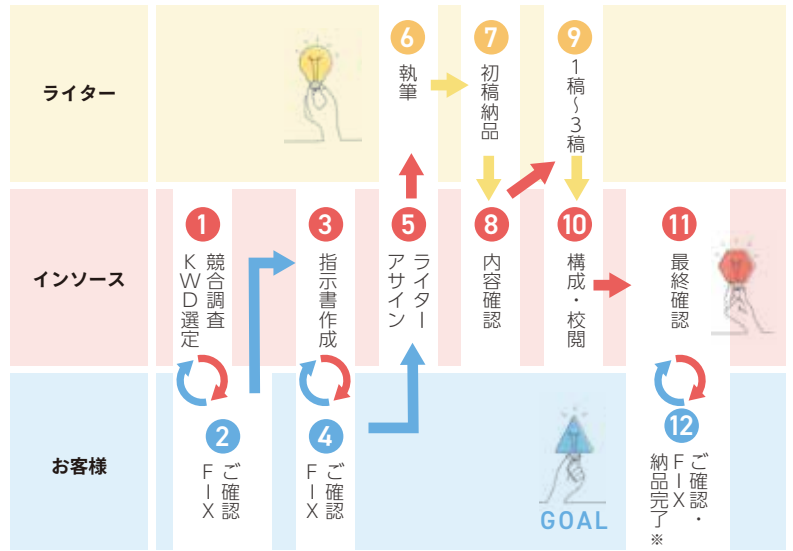 ライター
6
執筆
7
初稿納品
9
1稿〜3稿
インソース
1
競合調査
KWD選定
3
指示書作成
5
ライター
アサイン
8
内容確認
10
構成・校閲
11
最終確認
お客様
2
ご確認
FIX
4
ご確認
FIX
GOAL
12
ご確認・
FIX
納品完了※